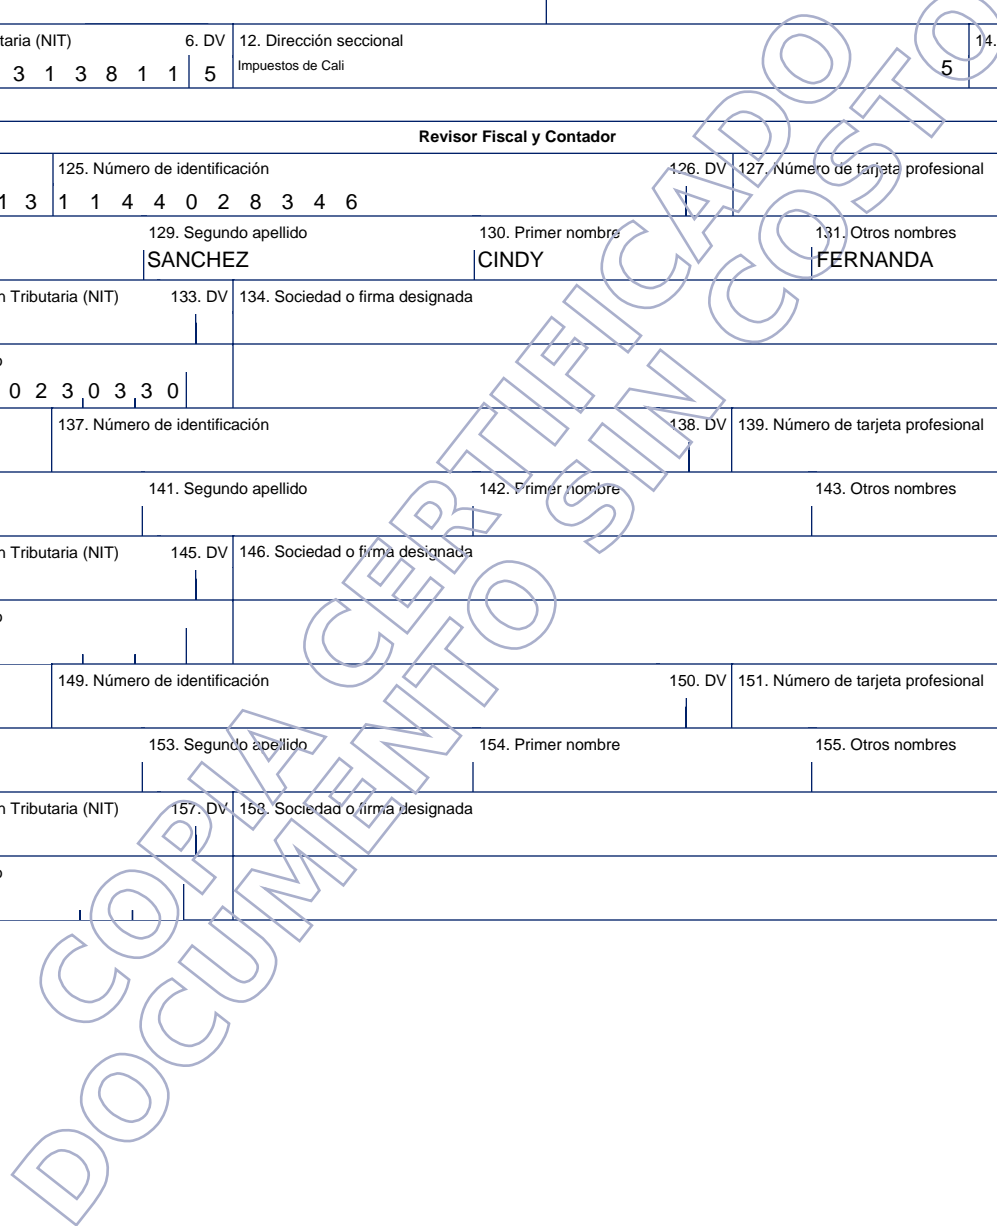 taria (NIT) 6. DV 12. Dirección seccional 14.
3 1 3 8 1 1 5 Impuestos de Cali 5
Revisor Fiscal y Contador
125. Número de identificación 126. DV 127. Número de tarjeta profesional
1 3 1 1 4 4 0 2 8 3 4 6
129. Segundo apellido 130. Primer nombre 131. Otros nombres
SANCHEZ CINDY FERNANDA
n Tributaria (NIT) 133. DV 134. Sociedad o firma designada
o
0 2 3 0 3 3 0
137. Número de identificación 138. DV 139. Número de tarjeta profesional
141. Segundo apellido 142. Primer nombre 143. Otros nombres
n Tributaria (NIT) 145. DV 146. Sociedad o firma designada
o
149. Número de identificación 150. DV 151. Número de tarjeta profesional
153. Segundo apellido 154. Primer nombre 155. Otros nombres
n Tributaria (NIT) 157. DV 158. Sociedad o firma designada
o
COPIA CERTIFICADO
DOCUMENTO SIN COSTO